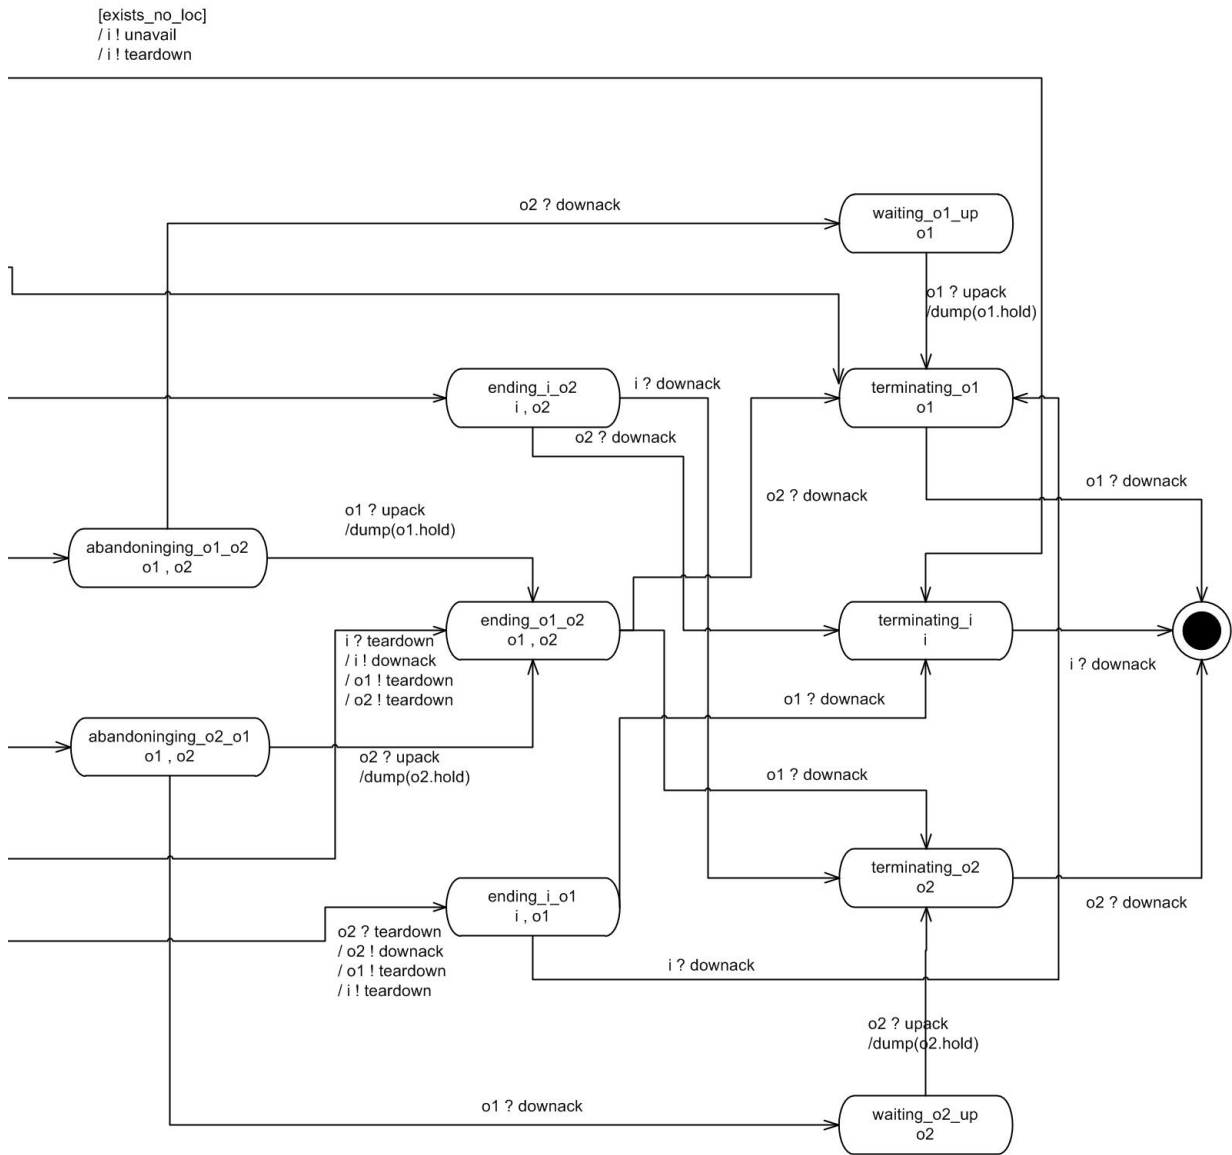 [exists_no_loc]
/ i ! unavail
/ i ! teardown
o2 ? downack
waiting_o1_up
o1
o1 ? upack
/dump(o1.hold)
ending_i_o2
i , o2
i ? downack
o2 ? downack
terminating_o1
o1
o1 ? downack
o2 ? downack
o1 ? upack
/dump(o1.hold)
abandoninging_o1_o2
o1 , o2
ending_o1_o2
o1 , o2
terminating_i
i
i ? downack
i ? teardown
/ i ! downack
/ o1 ! teardown
/ o2 ! teardown
o1 ? downack
abandoninging_o2_o1
o1 , o2
o2 ? upack
/dump(o2.hold)
o1 ? downack
terminating_o2
o2
o2 ? downack
ending_i_o1
i , o1
o2 ? teardown
/ o2 ! downack
/ o1 ! teardown
/ i ! teardown
i ? downack
o2 ? upack
/dump(o2.hold)
o1 ? downack
waiting_o2_up
o2